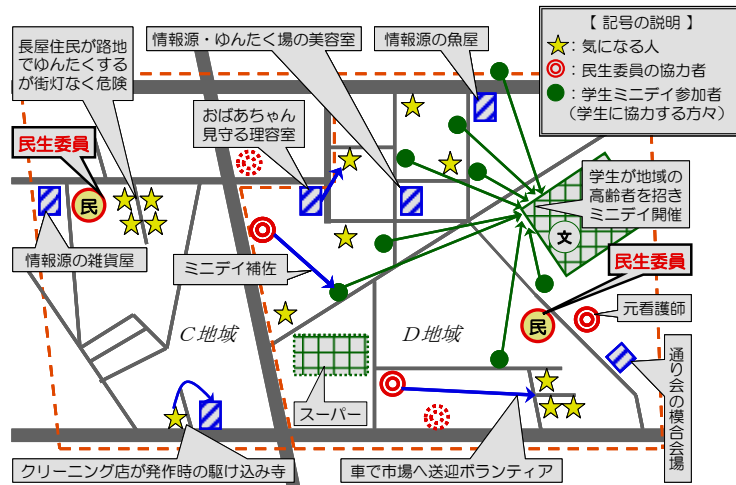 長屋住民が路地
でゆんたくする
が街灯なく危険
情報源・ゆんたく場の美容室
情報源の魚屋
【 記号の説明 】
：気になる人
：民生委員の協力者
：学生ミニデイ参加者
（学生に協力する方々）
おばあちゃん
見守る理容室
民生委員
民
学生が地域の
高齢者を招き
ミニデイ開催
文
情報源の雑貨屋
ミニデイ補佐
民生委員
民
元看護師
C地域
D地域
スーパー
通り会の模合会場
クリーニング店が発作時の駆け込み寺
車で市場へ送迎ボランティア